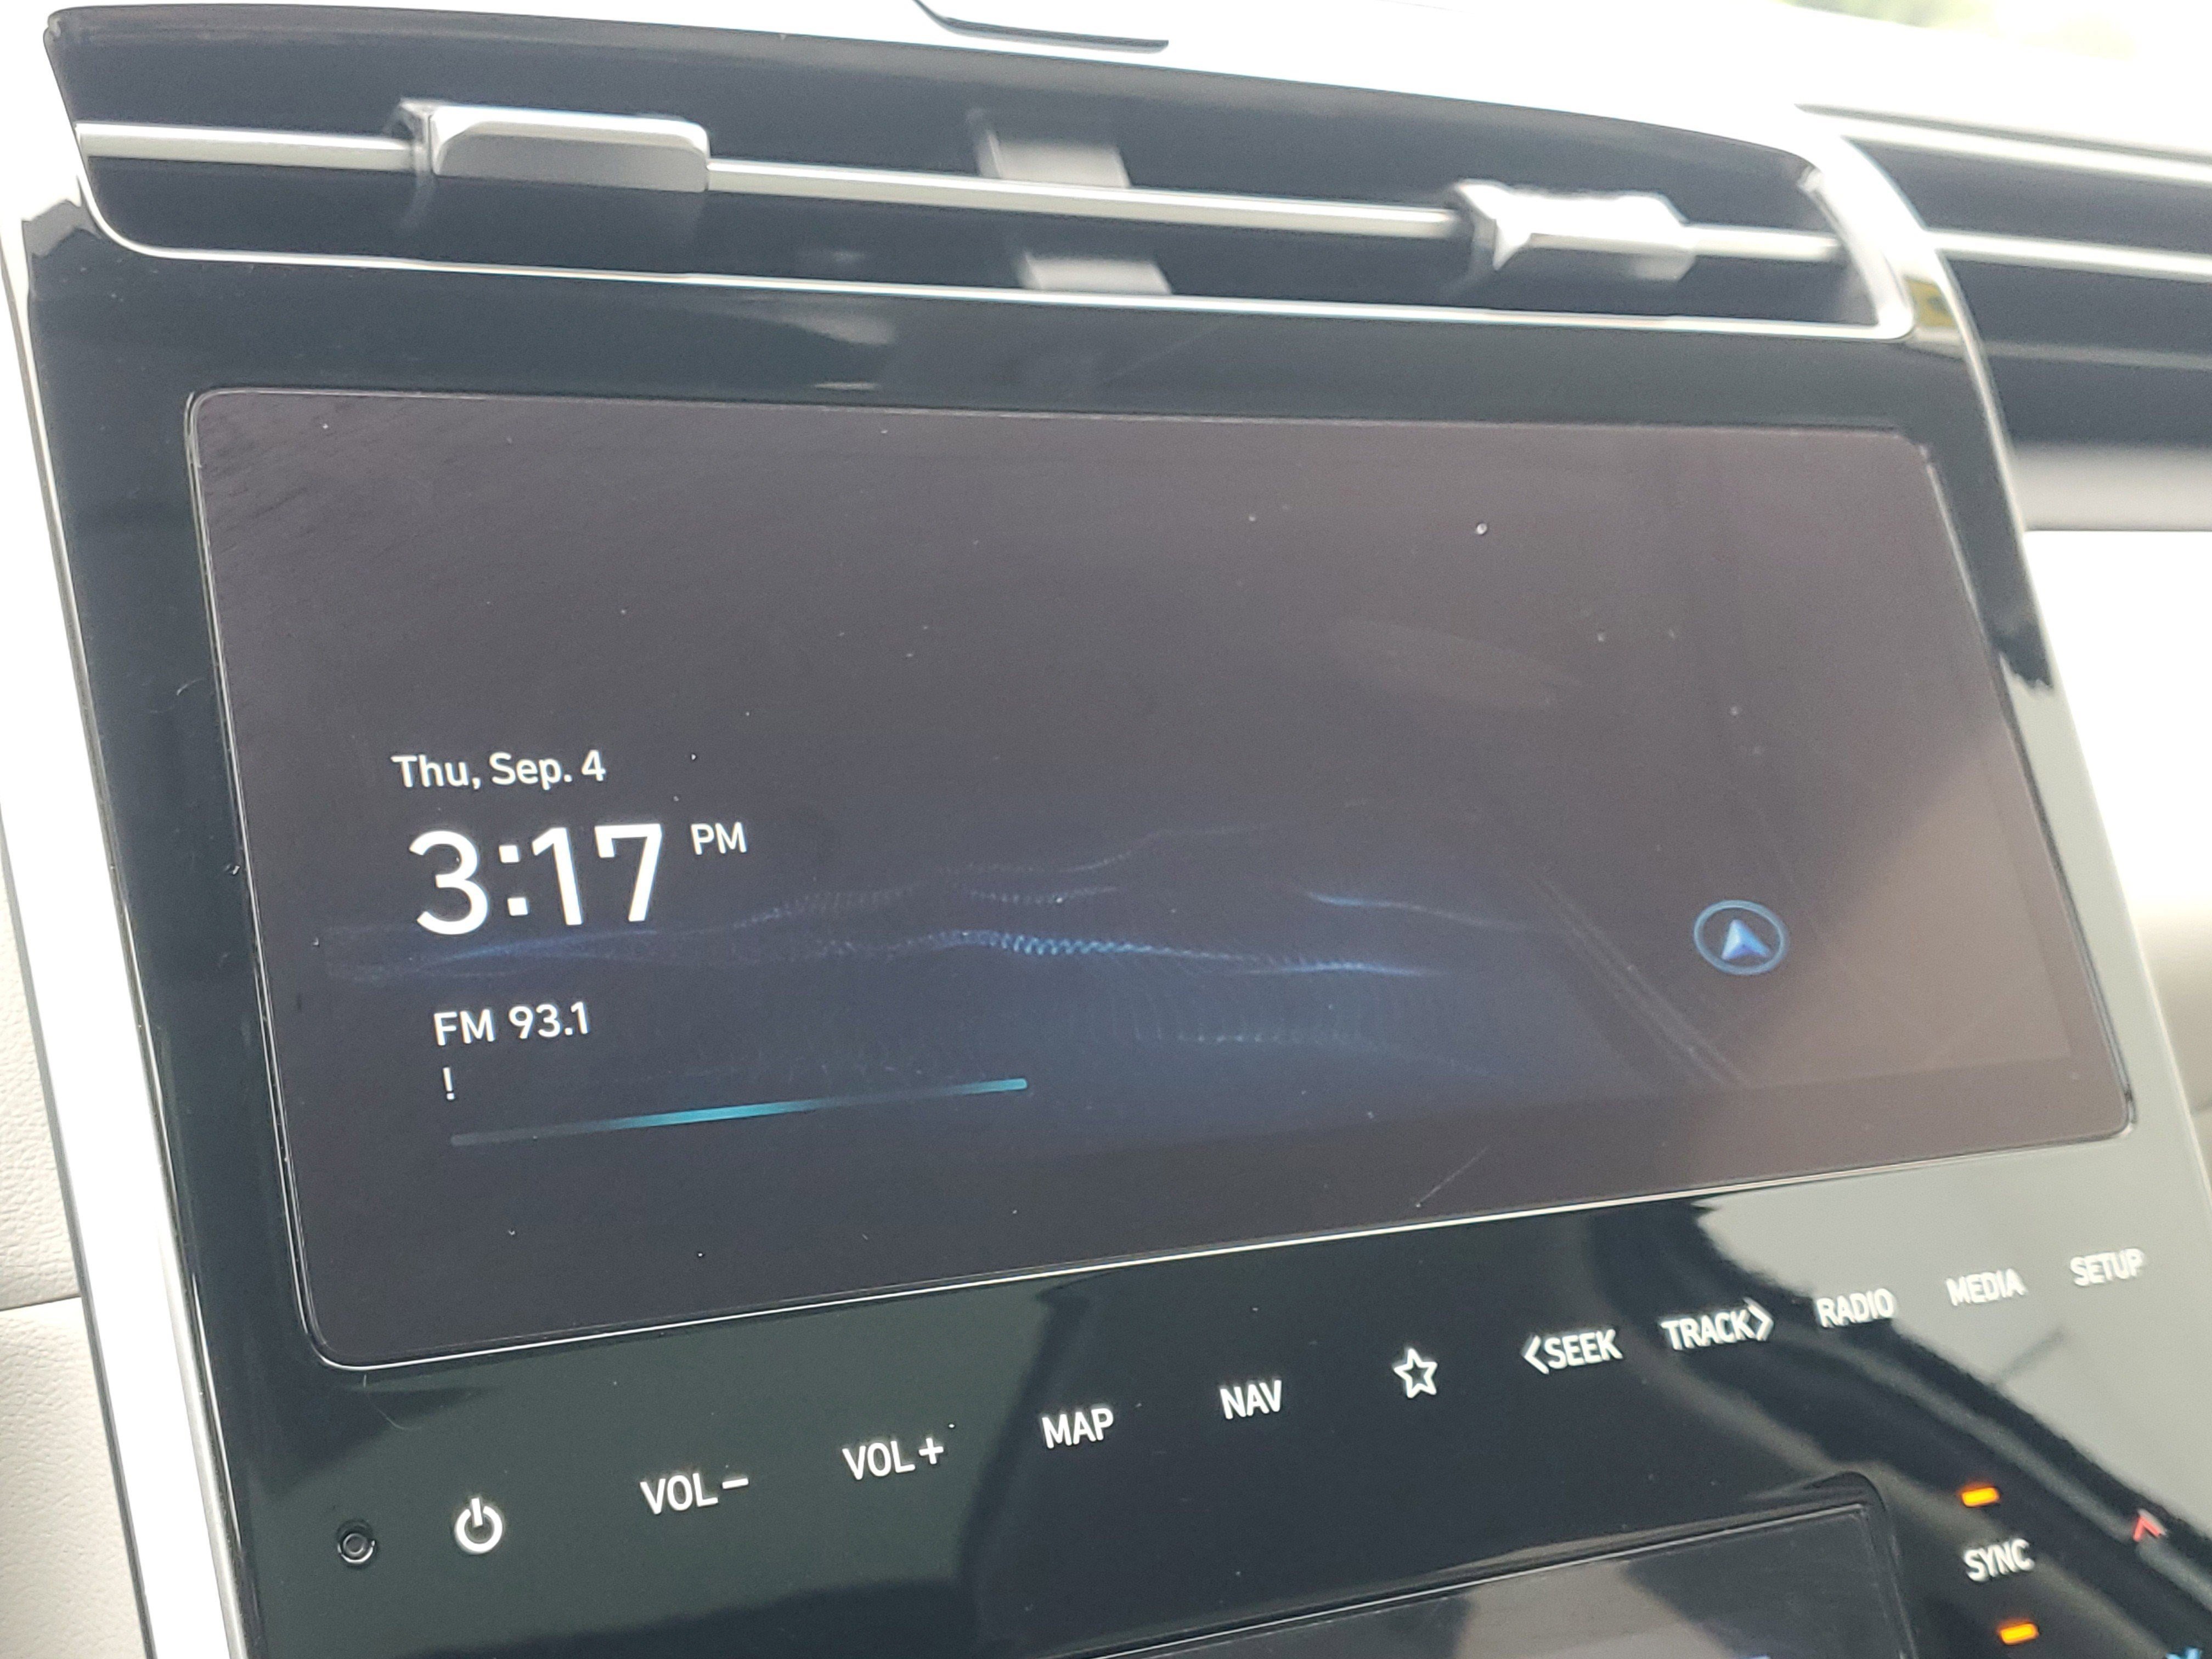 Thu, Sep. 4
3:17 PM
FM 93.1
!
VOL− VOL+ MAP NAV <SEEK TRACK> RADIO MEDIA SETUP
SYNC